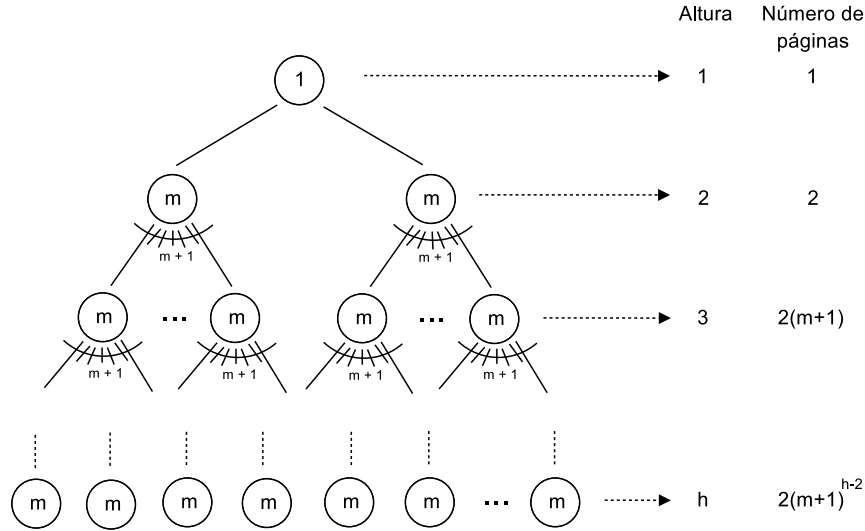 Altura Número de páginas
1 1 1
m m 2 2
m + 1 m + 1
m ... m m ... m 3 2(m+1)
m + 1 m + 1 m + 1 m + 1
m m m m m m ... m h 2(m+1)^h-2